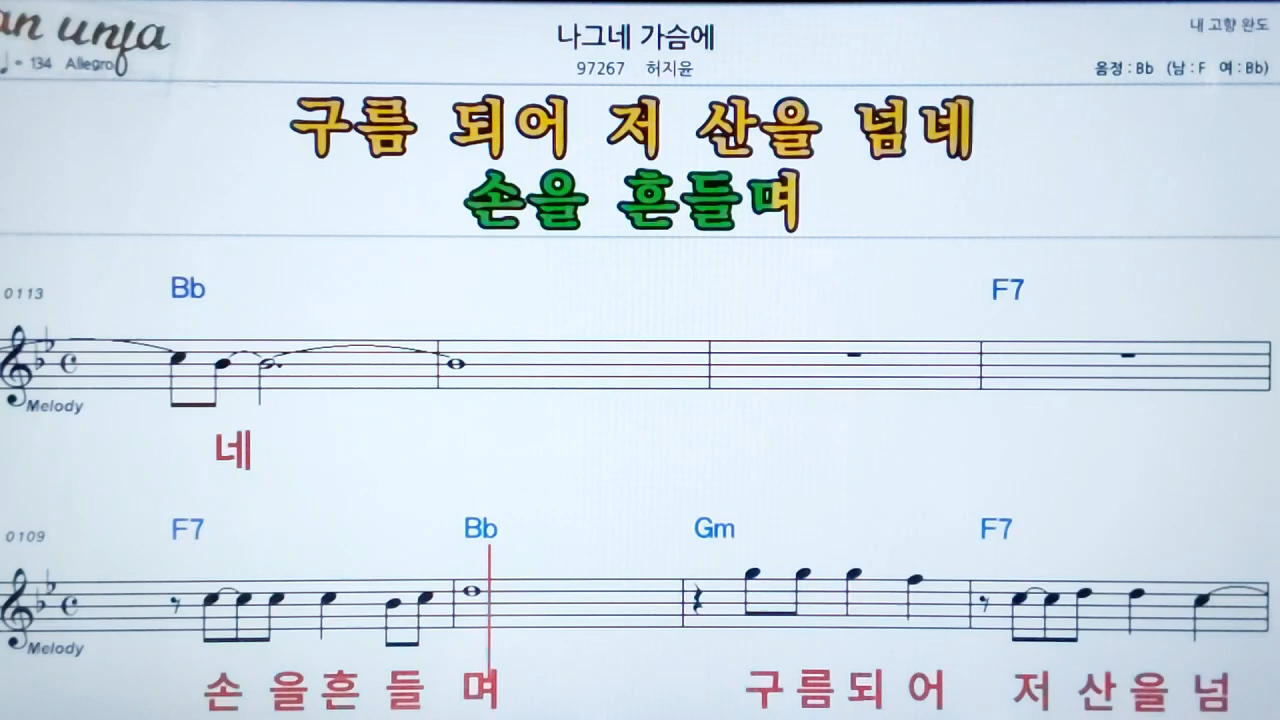 an unfa
나그네 가슴에
내 고향 완도
♩ = 134 Allegro
97267 허지윤
음정 : Bb (남 : F 여 : Bb)
구름 되어 저 산을 넘네
손을 흔들며
0113 Bb F7
Melody
네
0109 F7 Bb Gm F7
Melody
손 을흔 들 며 구름되 어 저 산을 넘